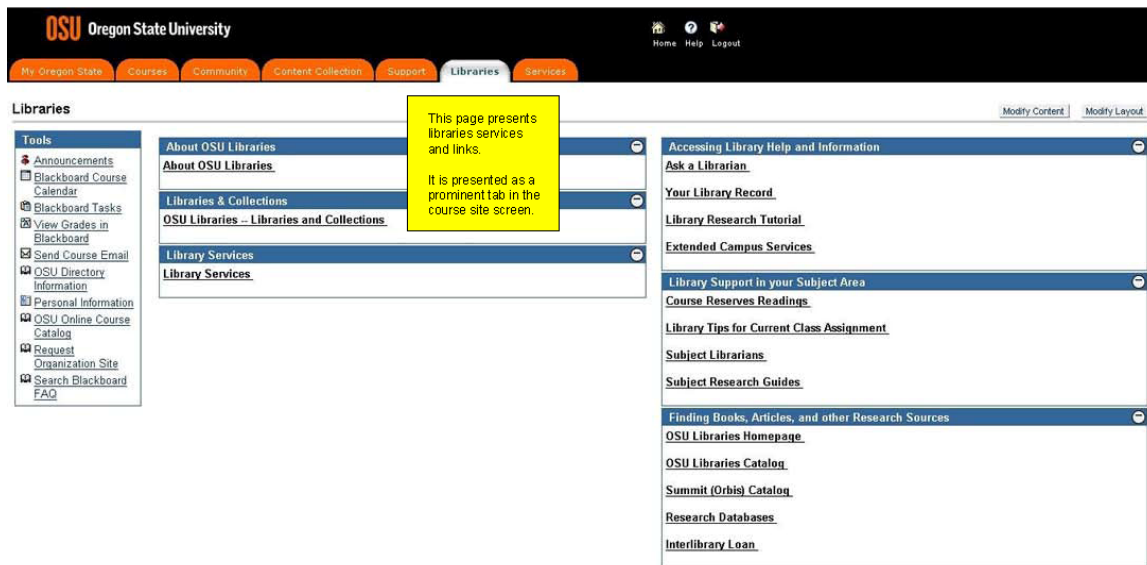 OSU Oregon State University
Home Help Logout
My Oregon State Courses Community Content Collection Support Libraries Services
Libraries
Modify Content Modify Layout
Tools
Announcements
Blackboard Course
Calendar
Blackboard Tasks
View Grades in
Blackboard
Send Course Email
OSU Directory
Information
Personal Information
OSU Online Course
Catalog
Request
Organization Site
Search Blackboard
FAQ
About OSU Libraries
About OSU Libraries
Libraries & Collections
OSU Libraries -- Libraries and Collections
Library Services
Library Services
This page presents
libraries services
and links.
It is presented as a
prominent tab in the
course site screen.
Accessing Library Help and Information
Ask a Librarian
Your Library Record
Library Research Tutorial
Extended Campus Services
Library Support in your Subject Area
Course Reserves Readings
Library Tips for Current Class Assignment
Subject Librarians
Subject Research Guides
Finding Books, Articles, and other Research Sources
OSU Libraries Homepage
OSU Libraries Catalog
Summit (Orbis) Catalog
Research Databases
Interlibrary Loan